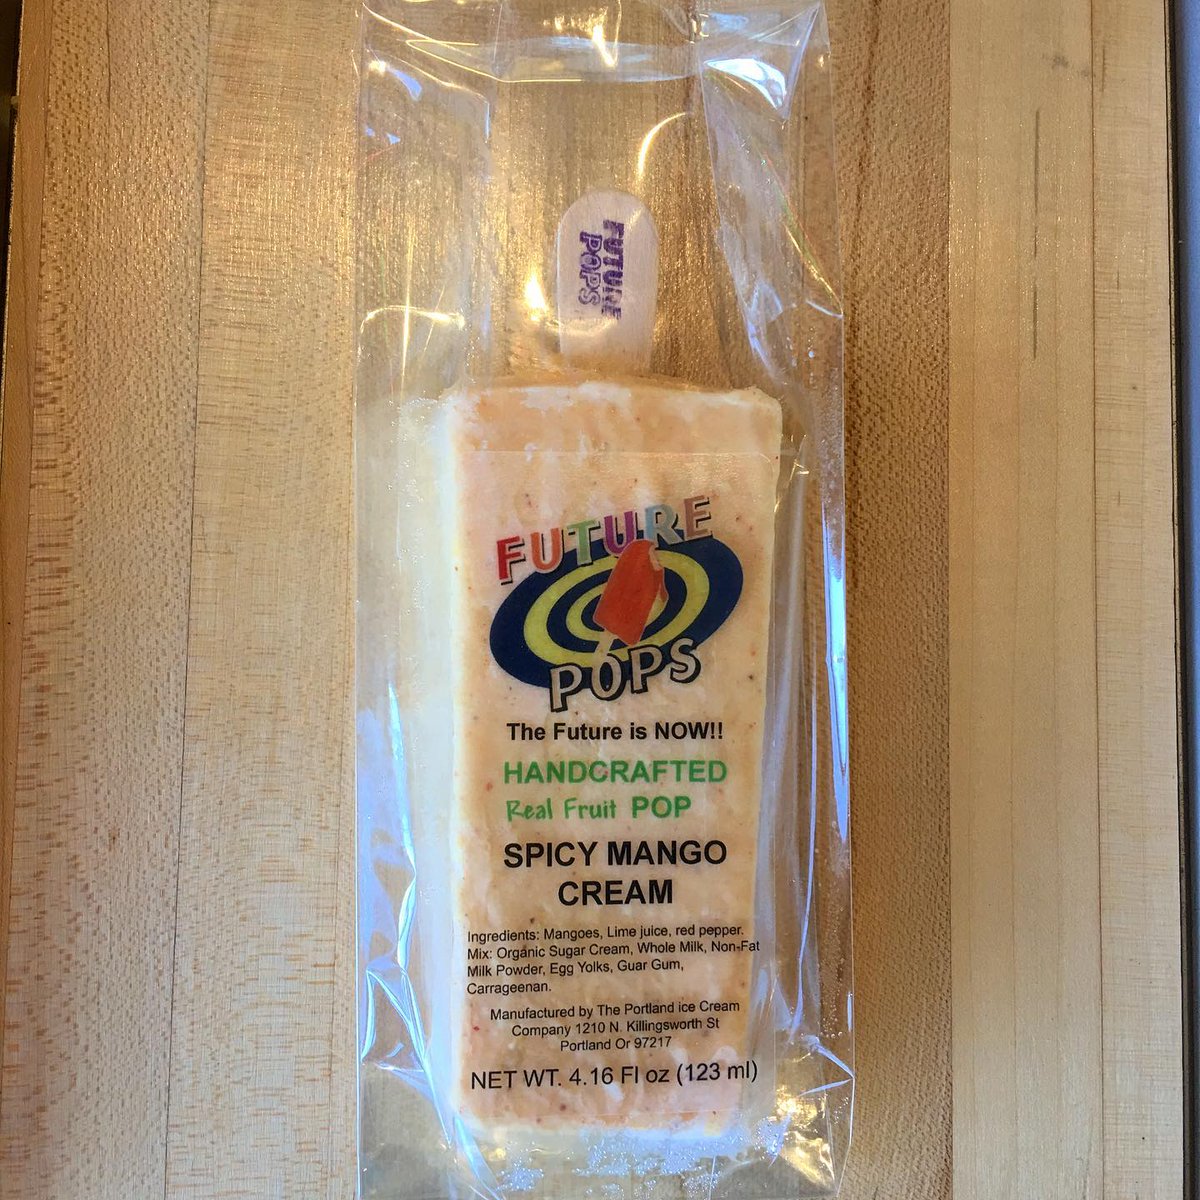 FUTURE
POPS
FUTURE
POPS
The Future is NOW!!
HANDCRAFTED
Real Fruit POP
SPICY MANGO
CREAM
Ingredients: Mangoes, Lime juice, red pepper.
Mix: Organic Sugar Cream, Whole Milk, Non-Fat
Milk Powder, Egg Yolks, Guar Gum,
Carrageenan.
Manufactured by The Portland ice Cream
Company 1210 N. Killingsworth St
Portland Or 97217
NET WT. 4.16 Fl oz (123 ml)